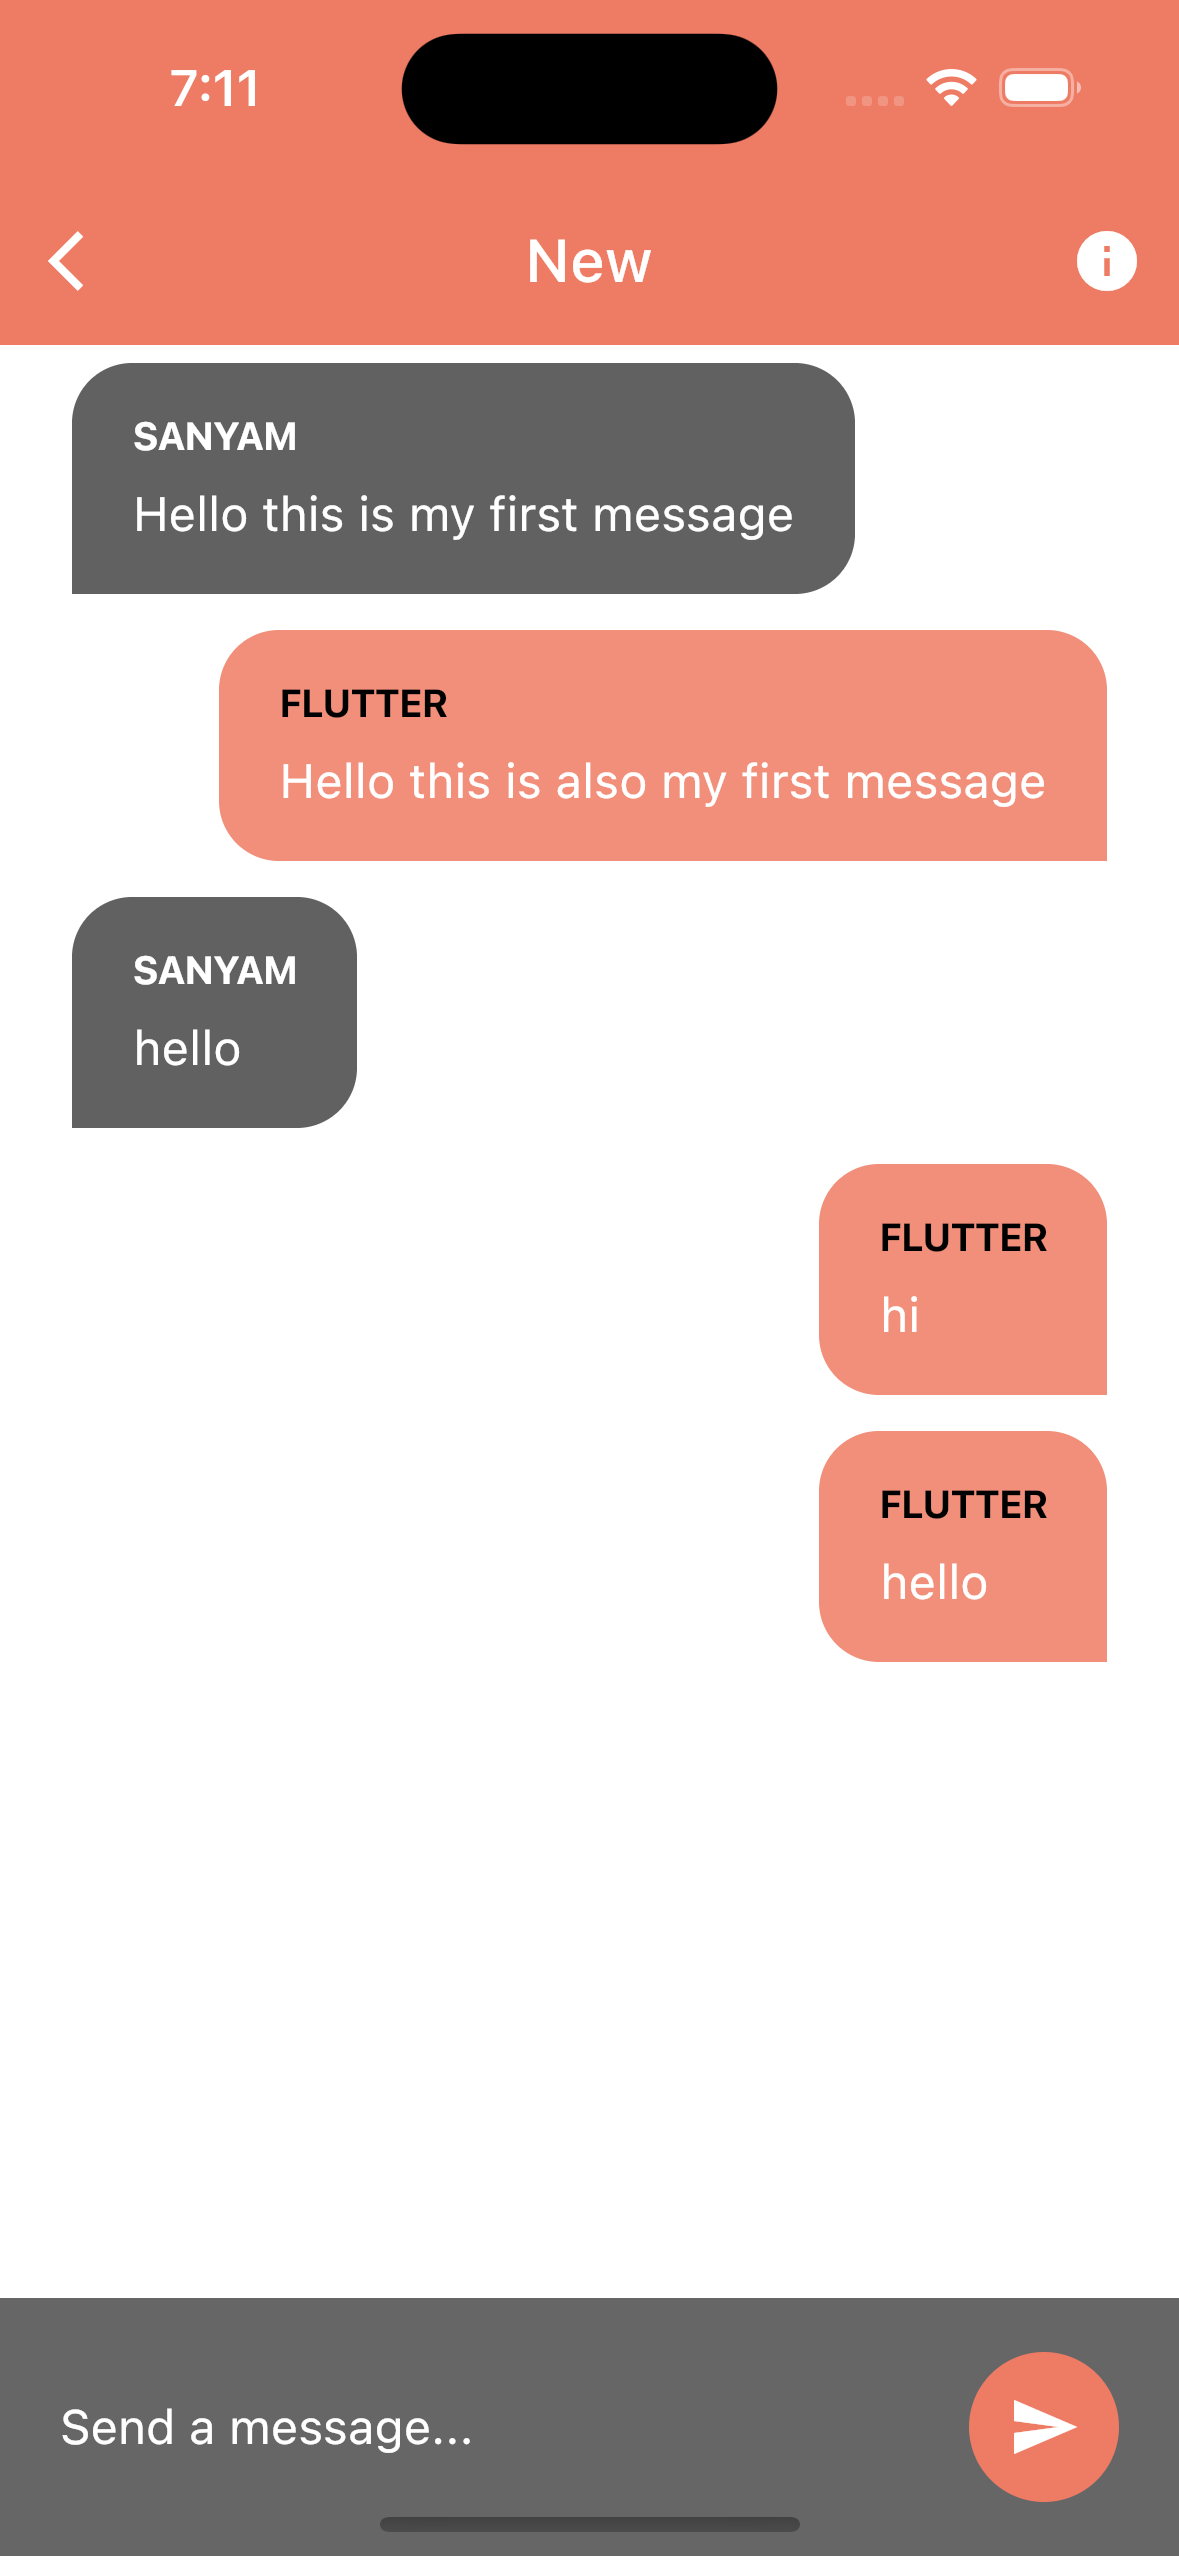 7:11
New
SANYAM
Hello this is my first message
FLUTTER
Hello this is also my first message
SANYAM
hello
FLUTTER
hi
FLUTTER
hello
Send a message...